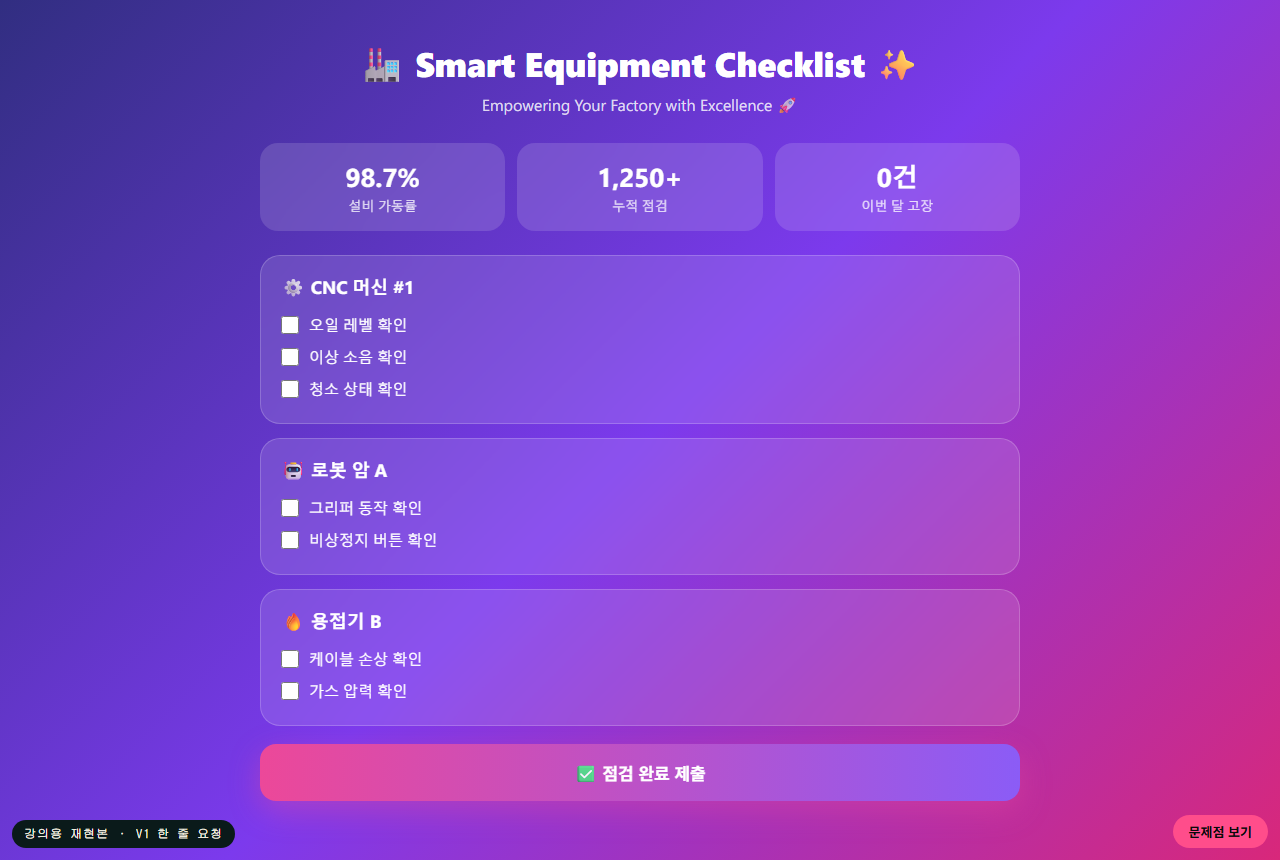 🏭 Smart Equipment Checklist ✨
Empowering Your Factory with Excellence 🚀
98.7%
설비 가동률
1,250+
누적 점검
0건
이번 달 고장
⚙️ CNC 머신 #1
오일 레벨 확인
이상 소음 확인
청소 상태 확인
🤖 로봇 암 A
그리퍼 동작 확인
비상정지 버튼 확인
🔥 용접기 B
케이블 손상 확인
가스 압력 확인
✅ 점검 완료 제출
강의용 재현본 · V1 한 줄 요청
문제점 보기